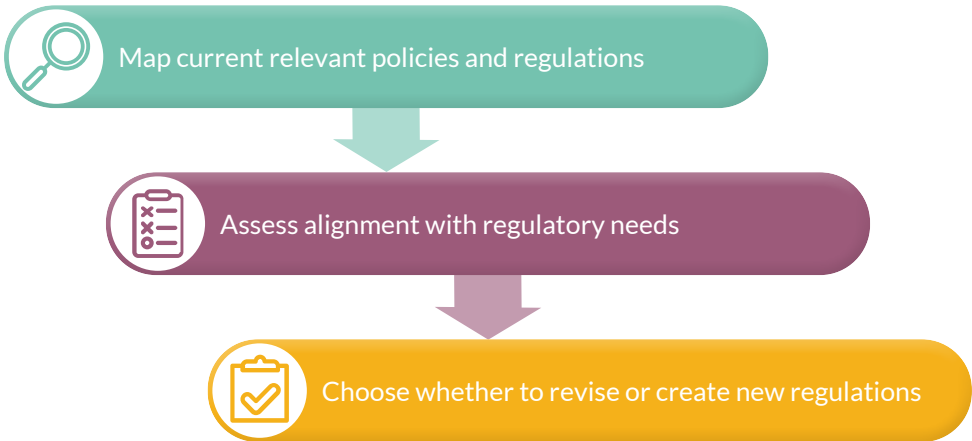 Map current relevant policies and regulations
Assess alignment with regulatory needs
Choose whether to revise or create new regulations